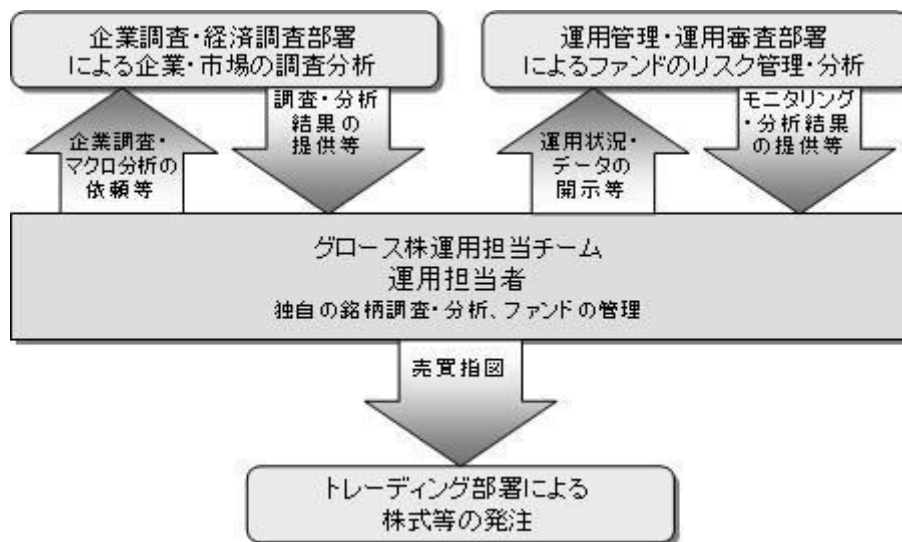 企業調査・経済調査部署
による企業・市場の調査分析
運用管理・運用審査部署
によるファンドのリスク管理・分析
企業調査・
マクロ分析の
依頼等
調査・分析
結果の
提供等
運用状況・
データの
開示等
モニタリング
・分析結果
の提供等
グロース株運用担当チーム
運用担当者
独自の銘柄調査・分析、ファンドの管理
売買指図
トレーディング部署による
株式等の発注